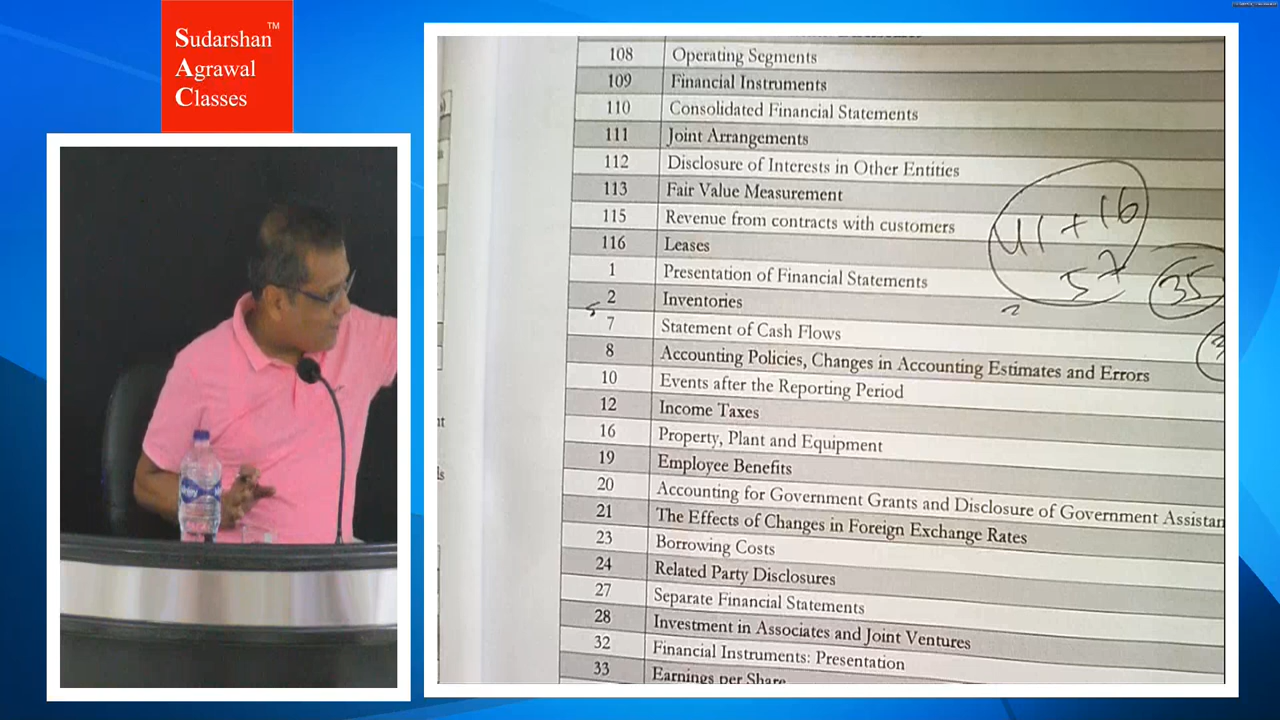 Sudarshan™
Agrawal
Classes
108 Operating Segments
109 Financial Instruments
110 Consolidated Financial Statements
111 Joint Arrangements
112 Disclosure of Interests in Other Entities
113 Fair Value Measurement
115 Revenue from contracts with customers
116 Leases
1 Presentation of Financial Statements
2 Inventories
7 Statement of Cash Flows
8 Accounting Policies, Changes in Accounting Estimates and Errors
10 Events after the Reporting Period
12 Income Taxes
16 Property, Plant and Equipment
19 Employee Benefits
20 Accounting for Government Grants and Disclosure of Government Assistan
21 The Effects of Changes in Foreign Exchange Rates
23 Borrowing Costs
24 Related Party Disclosures
27 Separate Financial Statements
28 Investment in Associates and Joint Ventures
32 Financial Instruments: Presentation
33 Earnings per Share
41 + 16
57
35